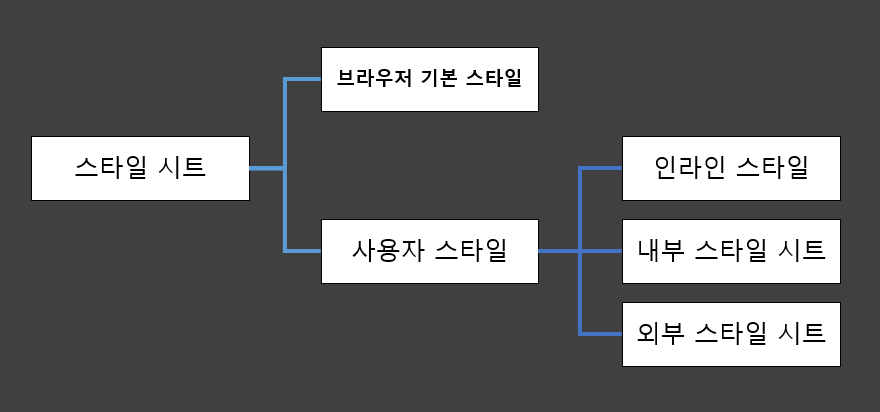 스타일 시트
브라우저 기본 스타일
사용자 스타일
인라인 스타일
내부 스타일 시트
외부 스타일 시트